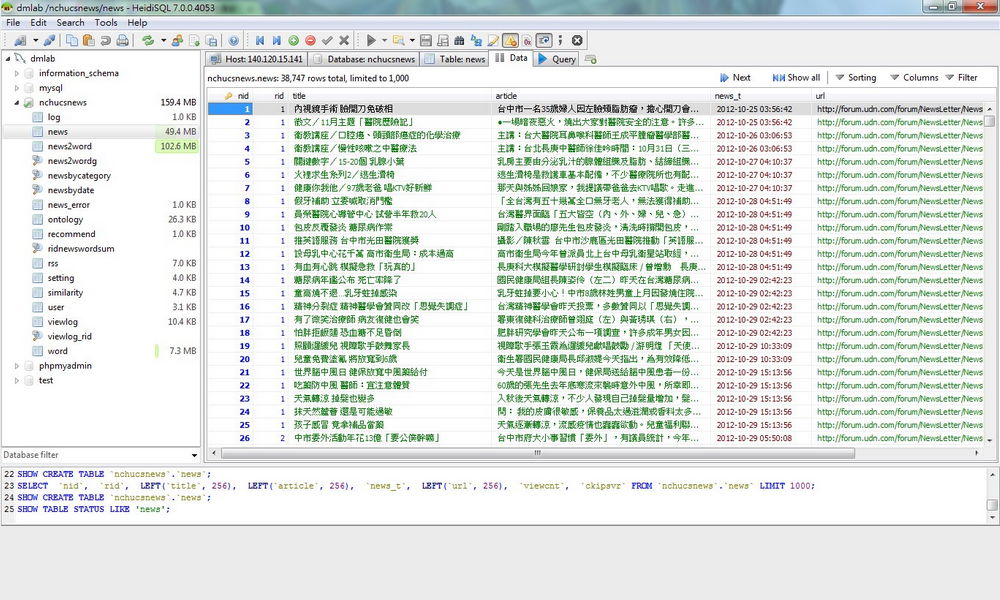 dmlab /nchucsnews/news - HeidiSQL 7.0.0.4053
File Edit Search Tools Help
dmlab
information_schema
mysql
nchucsnews 159.4 MB
log 1.0 KB
news 49.4 MB
news2word 102.6 MB
news2wordg
newsbycategory
newsbydate
news_error 1.0 KB
ontology 26.3 KB
recommend 1.0 KB
ridnewswordsum
rss 7.0 KB
setting 4.0 KB
similarity 4.7 KB
user 3.1 KB
viewlog 10.4 KB
viewlog_rid
word 7.3 MB
phpmyadmin
test
Database filter
Host: 140.120.15.141 Database: nchucsnews Table: news Data Query
nchucsnews.news: 38,747 rows total, limited to 1,000 Next Show all Sorting Columns Filter
nid rid title article news_t url
1 1 內視鏡手術 臉開刀免破相 台中市一名35歲婦人因左臉頰脂肪瘤，擔心開刀會... 2012-10-25 03:56:42 http://forum.udn.com/forum/NewsLetter/News
2 1 徵文／11月主題「醫院歷險記」 ●一場暗夜惡火，燒出大家對醫院安全的注意。許多... 2012-10-25 03:56:42 http://forum.udn.com/forum/NewsLetter/News
3 1 衛教講座／口腔癌、頭頸部癌症的化學治療 主講：台大醫院耳鼻喉科醫師王成平腫瘤醫學部醫... 2012-10-26 03:06:53 http://forum.udn.com/forum/NewsLetter/News
4 1 衛教講座／慢性咳嗽之中醫療法 主講：台北長庚中醫師徐佳吟時間：10月31日（三... 2012-10-26 03:06:53 http://forum.udn.com/forum/NewsLetter/News
5 1 關鍵數字／15-20個 乳腺小葉 乳房主要由分泌乳汁的腺體組織及脂肪、結締組織... 2012-10-27 04:10:37 http://forum.udn.com/forum/NewsLetter/News
6 1 火裡求生系列2／逃生滑椅 逃生滑椅是救護車基本配備，不少醫療院所也有配... 2012-10-27 04:10:37 http://forum.udn.com/forum/NewsLetter/News
7 1 健康你我他／97歲老爸 唱KTV好新鮮 那天與姊姊回娘家，我提議帶爸爸去KTV唱歌。走進... 2012-10-27 04:10:37 http://forum.udn.com/forum/NewsLetter/News
8 1 假牙補助 立委喊取消門檻 「全台灣有五十幾萬全口無牙老人，無法獲得補助... 2012-10-28 04:51:49 http://forum.udn.com/forum/NewsLetter/News
9 1 員榮醫院心導管中心 試營半年救20人 台灣醫界面臨「五大皆空（內、外、婦、兒、急）... 2012-10-28 04:51:49 http://forum.udn.com/forum/NewsLetter/News
10 1 包皮反覆發炎 糖尿病作祟 剛踏入職場的廖先生包皮發炎，清洗時撐開包皮，... 2012-10-28 04:51:49 http://forum.udn.com/forum/NewsLetter/News
11 1 推英語服務 台中市光田醫院獲獎 攝影／陳秋雲 台中市沙鹿區光田醫院推動「英語服... 2012-10-28 04:51:49 http://forum.udn.com/forum/NewsLetter/News
12 1 設母乳中心花千萬 高市衛生局：成本過高 高市衛生局今年曾派員北上台中母乳衛星站取經，... 2012-10-28 04:51:49 http://forum.udn.com/forum/NewsLetter/News
13 1 有血有心跳 模擬急救「玩真的」 長庚科大模擬醫學研討學生模擬臨床 2012-10-28 04:51:49 http://forum.udn.com/forum/NewsLetter/News
14 1 糖尿病年鑑公布 死亡率降了 國民健康局組長陳姿伶（左二）昨天在台灣糖尿病... 2012-10-29 02:42:23 http://forum.udn.com/forum/NewsLetter/News
15 1 童高燒不退...乳牙蛀掉感染 乳牙蛀掉要小心！中市8歲林姓男童上月因發燒住院... 2012-10-29 02:42:23 http://forum.udn.com/forum/NewsLetter/News
16 1 精神分裂症 精神醫學會贊同改「思覺失調症」 台灣精神醫學會昨天投票，多數贊同以「思覺失調... 2012-10-29 02:42:23 http://forum.udn.com/forum/NewsLetter/News
17 1 有了微笑治療師 病友復健也會笑 署東復健科治療師曾翊庭（左）與黃琇琪（右），... 2012-10-29 02:42:23 http://forum.udn.com/forum/NewsLetter/News
18 1 怕胖拒飯 恐血糖不足昏倒 肥胖研究學會昨天公布一項調查，許多成年男女因... 2012-10-29 02:42:23 http://forum.udn.com/forum/NewsLetter/News
19 1 照顧遲緩兒 視障歌手鼓舞家長 視障歌手張玉霞為遲緩兒獻唱鼓勵／游明煌 「天使... 2012-10-29 10:33:09 http://forum.udn.com/forum/NewsLetter/News
20 1 兒童免費塗氟 將放寬到6歲 衛生署國民健康局長邱淑媞今天指出，為有效降低... 2012-10-29 10:33:09 http://forum.udn.com/forum/NewsLetter/News
21 1 世界腦中風日 健保放寬中風藥給付 今天是世界腦中風日，健保局送給腦中風患者一份... 2012-10-29 15:13:56 http://forum.udn.com/forum/NewsLetter/News
22 1 吃藥防中風 醫師：宜注意體質 60歲的張先生去年底寒流來襲時意外中風，所幸即... 2012-10-29 15:13:56 http://forum.udn.com/forum/NewsLetter/News
23 1 天氣轉涼 掉髮也變多 入秋後天氣轉涼，不少人發現自己掉髮量增加，髮... 2012-10-29 15:13:56 http://forum.udn.com/forum/NewsLetter/News
24 1 抹天然蘆薈 還是可能過敏 問： 我的皮膚很敏感，保養品太過滋潤或香料太多... 2012-10-29 15:13:56 http://forum.udn.com/forum/NewsLetter/News
25 1 孩子感冒 竟拿補品當藥 天氣逐漸轉涼，流感疫情也蠢蠢欲動。兒童福利聯... 2012-10-29 15:13:56 http://forum.udn.com/forum/NewsLetter/News
26 2 中市委外活動年花13億「要公僕幹嘛」 台中市府大小事習慣「委外」，有議員統計，今年... 2012-10-29 05:50:08 http://forum.udn.com/forum/NewsLetter/News
22 SHOW CREATE TABLE `nchucsnews`.`news`;
23 SELECT `nid`, `rid`, LEFT(`title`, 256), LEFT(`article`, 256), `news_t`, LEFT(`url`, 256), `viewcnt`, `ckipsvr` FROM `nchucsnews`.`news` LIMIT 1000;
24 SHOW CREATE TABLE `nchucsnews`.`news`;
25 SHOW TABLE STATUS LIKE 'news';